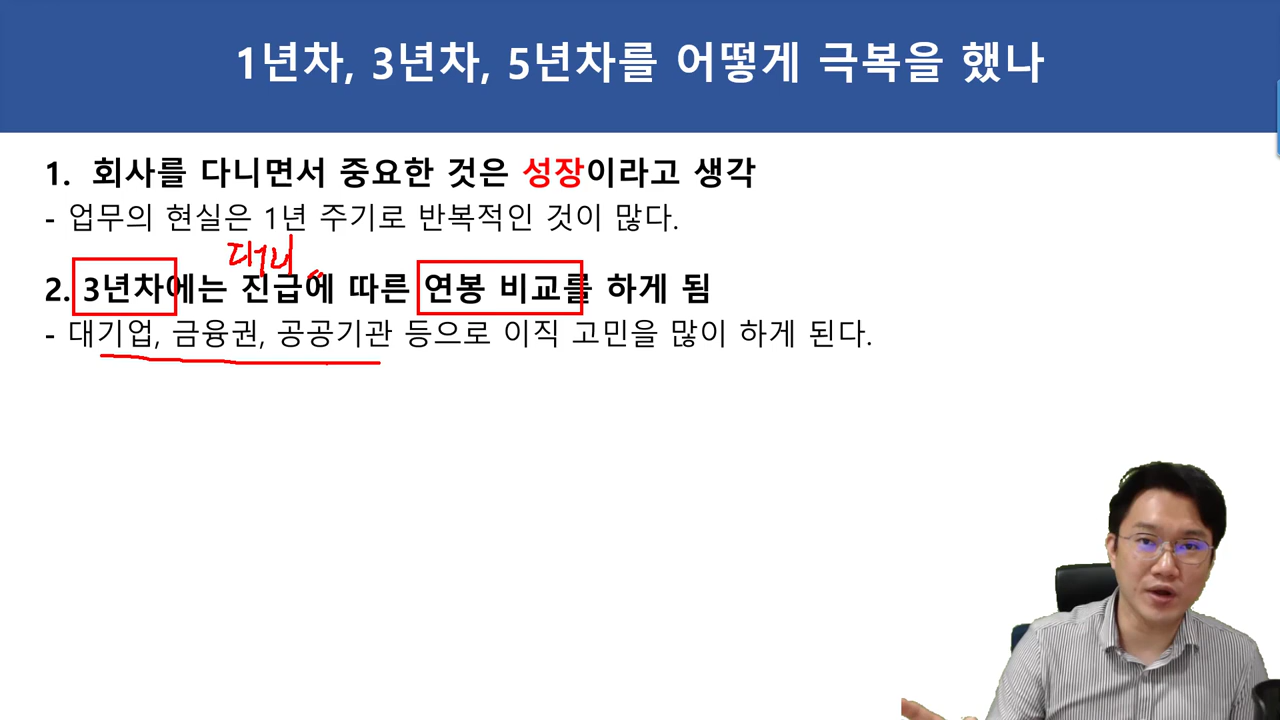 1년차, 3년차, 5년차를 어떻게 극복을 했나
1. 회사를 다니면서 중요한 것은 성장이라고 생각
- 업무의 현실은 1년 주기로 반복적인 것이 많다.
2. 3년차에는 진급에 따른 연봉 비교를 하게 됨
- 대기업, 금융권, 공공기관 등으로 이직 고민을 많이 하게 된다.